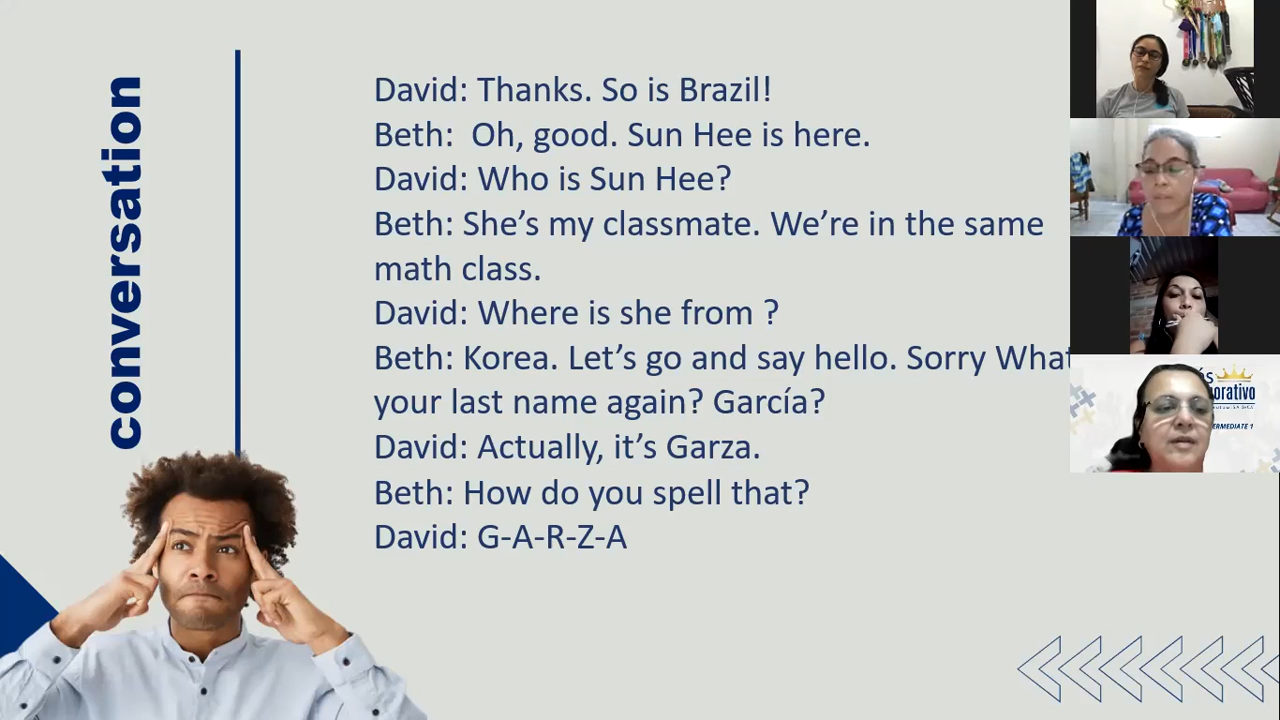 conversation
David: Thanks. So is Brazil!
Beth:  Oh, good. Sun Hee is here.
David: Who is Sun Hee?
Beth: She’s my classmate. We’re in the same
math class.
David: Where is she from ?
Beth: Korea. Let’s go and say hello. Sorry What
your last name again? García?
David: Actually, it’s Garza.
Beth: How do you spell that?
David: G-A-R-Z-A